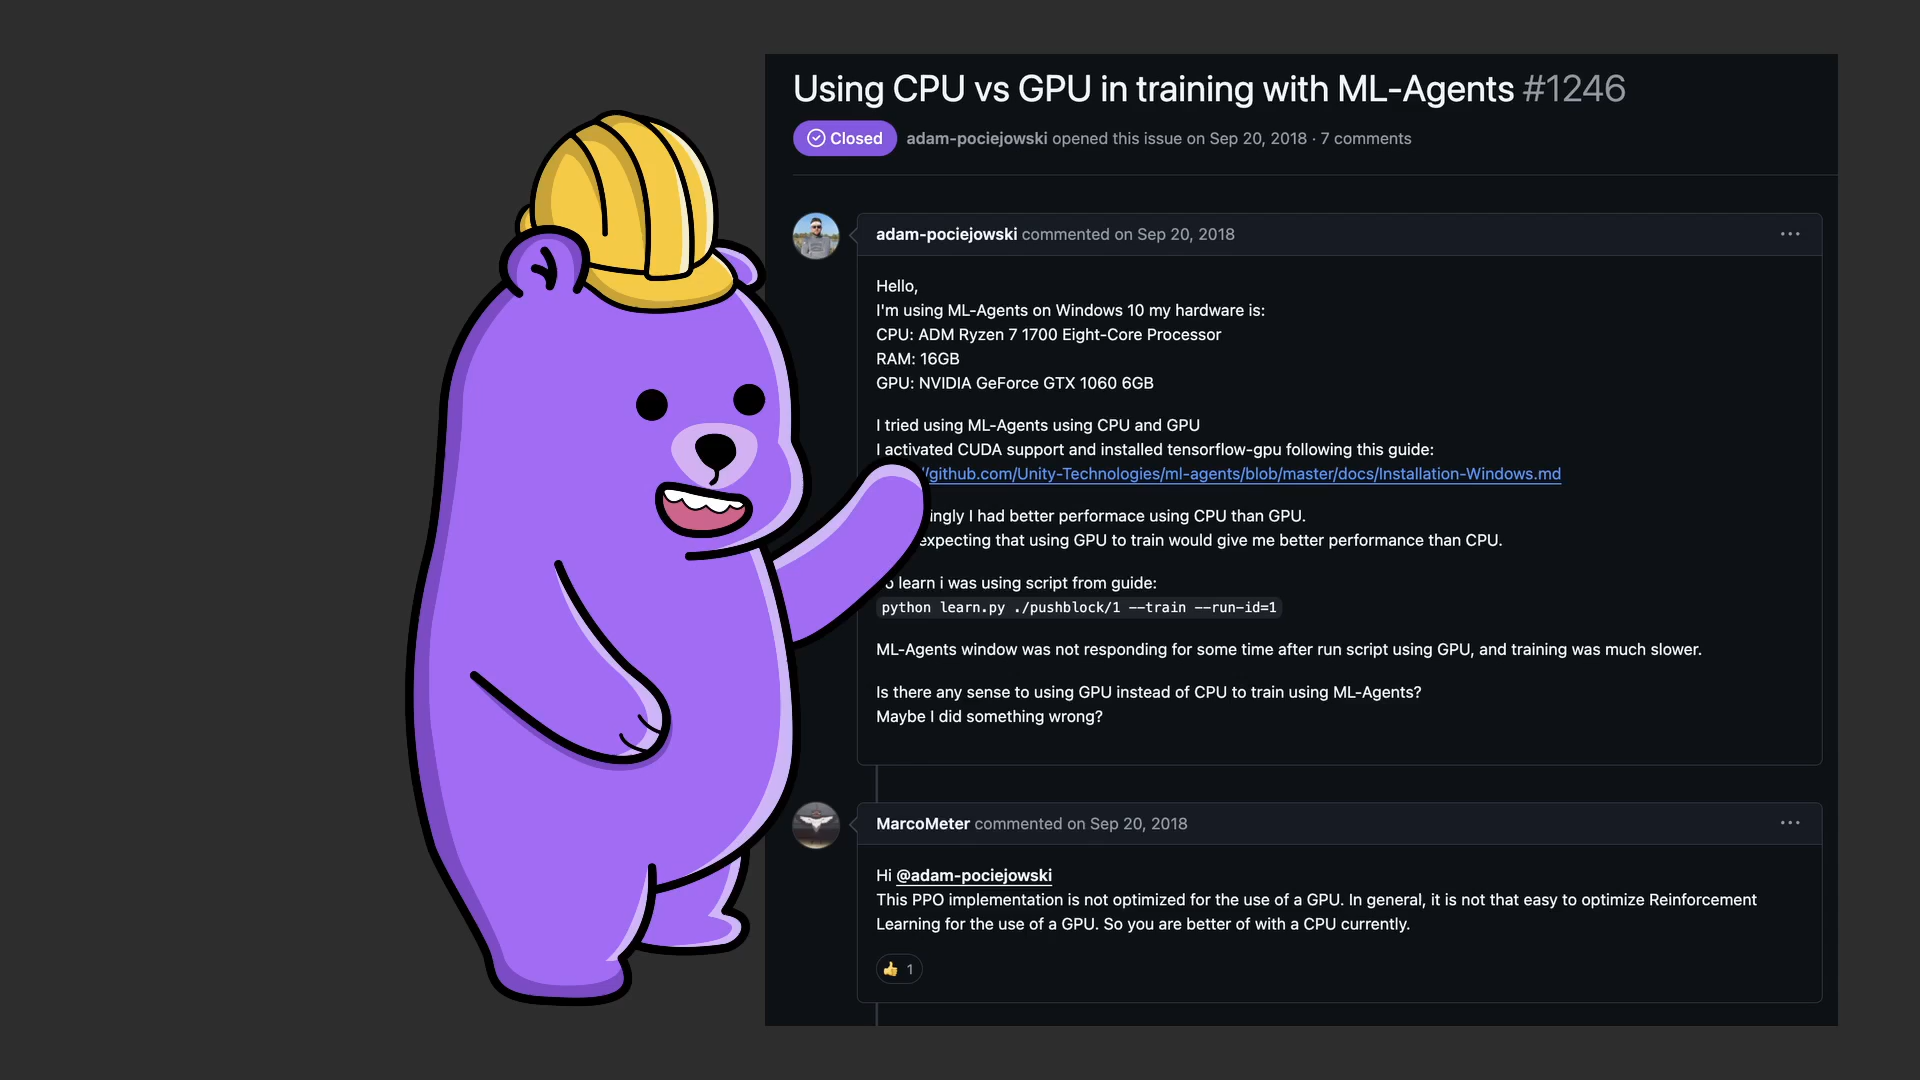 Using CPU vs GPU in training with ML-Agents #1246
Closed adam-pociejowski opened this issue on Sep 20, 2018 · 7 comments
adam-pociejowski commented on Sep 20, 2018
Hello,
I'm using ML-Agents on Windows 10 my hardware is:
CPU: ADM Ryzen 7 1700 Eight-Core Processor
RAM: 16GB
GPU: NVIDIA GeForce GTX 1060 6GB
I tried using ML-Agents using CPU and GPU
I activated CUDA support and installed tensorflow-gpu following this guide:
/github.com/Unity-Technologies/ml-agents/blob/master/docs/Installation-Windows.md
ingly I had better performace using CPU than GPU.
expecting that using GPU to train would give me better performance than CPU.
o learn i was using script from guide:
python learn.py ./pushblock/1 --train --run-id=1
ML-Agents window was not responding for some time after run script using GPU, and training was much slower.
Is there any sense to using GPU instead of CPU to train using ML-Agents?
Maybe I did something wrong?
MarcoMeter commented on Sep 20, 2018
Hi @adam-pociejowski
This PPO implementation is not optimized for the use of a GPU. In general, it is not that easy to optimize Reinforcement
Learning for the use of a GPU. So you are better of with a CPU currently.
👍 1